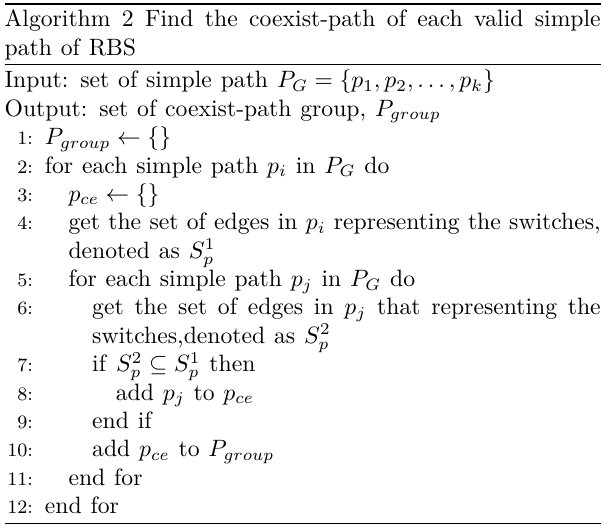 Algorithm 2 Find the coexist-path of each valid simple
path of RBS
Input: set of simple path $P_G = \{p_1, p_2, \ldots, p_k\}$
Output: set of coexist-path group, $P_{group}$
1: $P_{group} \leftarrow \{\}$
2: for each simple path $p_i$ in $P_G$ do
3: $p_{ce} \leftarrow \{\}$
4: get the set of edges in $p_i$ representing the switches,
denoted as $S_p^1$
5: for each simple path $p_j$ in $P_G$ do
6: get the set of edges in $p_j$ that representing the
switches,denoted as $S_p^2$
7: if $S_p^2 \subseteq S_p^1$ then
8: add $p_j$ to $p_{ce}$
9: end if
10: add $p_{ce}$ to $P_{group}$
11: end for
12: end for